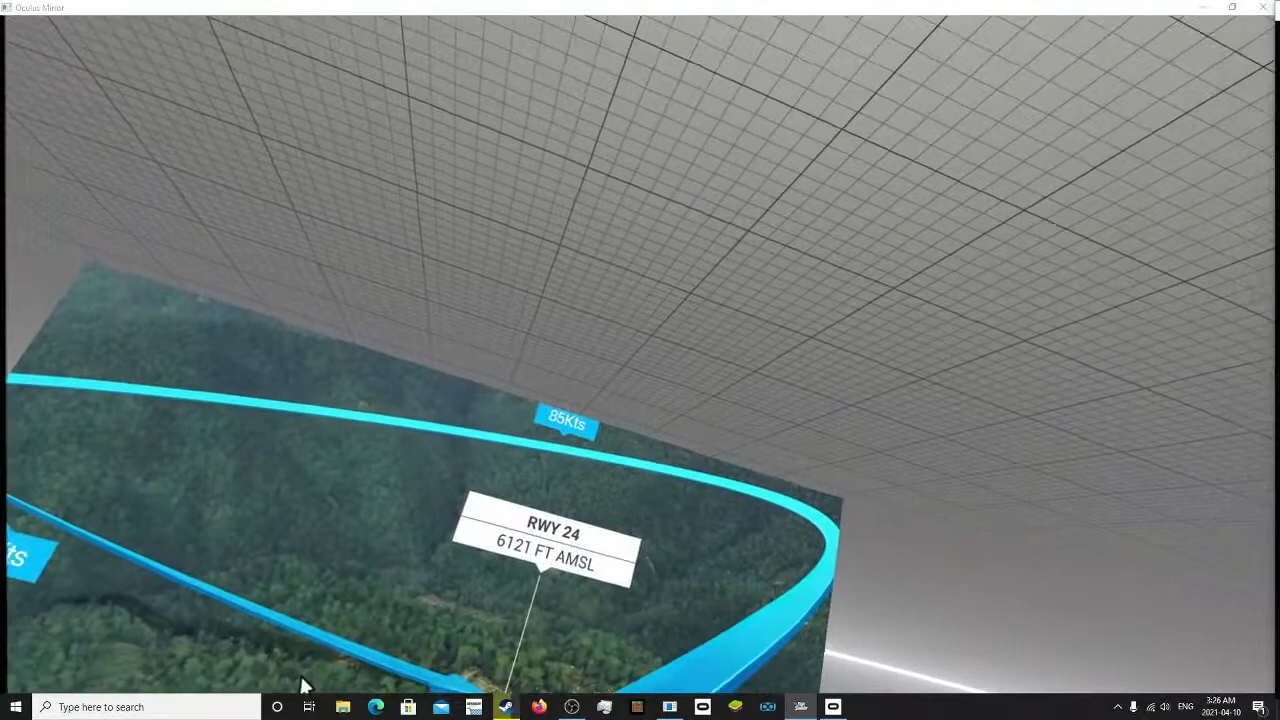 Oculus Mirror
85Kts
RWY 24
6121 FT AMSL
ts
Type here to search
ENG
3:26 AM
2021-04-10